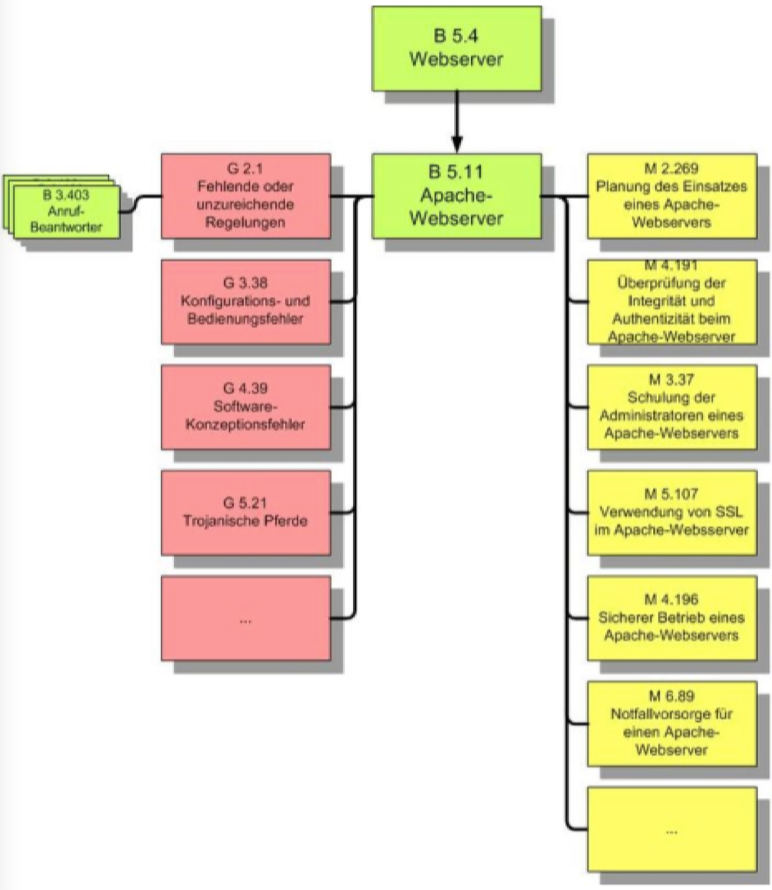 B 5.4
Webserver
B 3.403
Anruf-
Beantworter
G 2.1
Fehlende oder
unzureichende
Regelungen
B 5.11
Apache-
Webserver
M 2.269
Planung des Einsatzes
eines Apache-
Webservers
G 3.38
Konfigurations- und
Bedienungsfehler
M 4.191
Überprüfung der
Integrität und
Authentizität beim
Apache-Webserver
G 4.39
Software-
Konzeptionsfehler
M 3.37
Schulung der
Administratoren eines
Apache-Webservers
G 5.21
Trojanische Pferde
M 5.107
Verwendung von SSL
im Apache-Websserver
...
M 4.196
Sicherer Betrieb eines
Apache-Webservers
M 6.89
Notfallvorsorge für
einen Apache-
Webserver
...